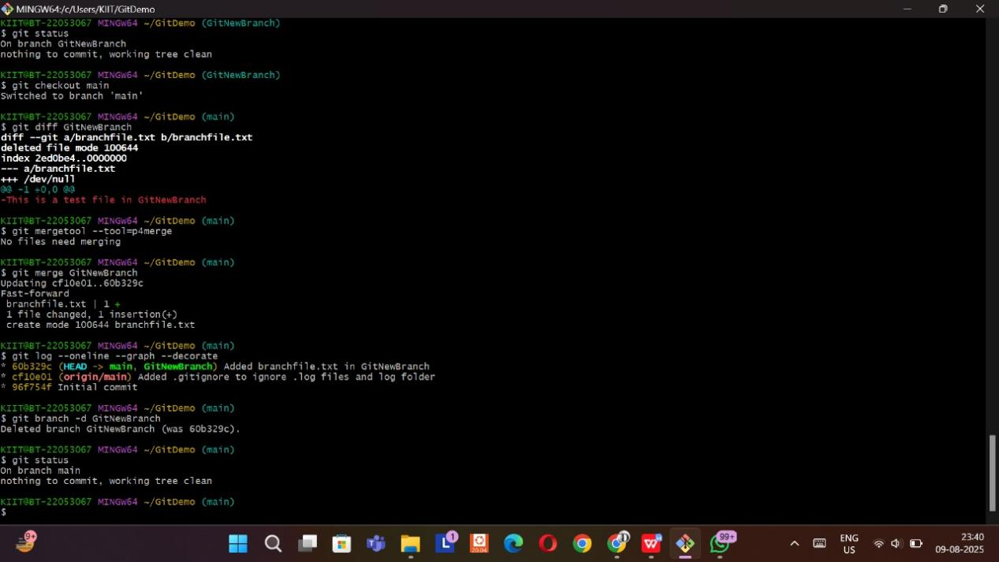 MINGW64:/c/Users/KIIT/GitDemo
KIIT@BT-22053067 MINGW64 ~/GitDemo (GitNewBranch)
$ git status
On branch GitNewBranch
nothing to commit, working tree clean
KIIT@BT-22053067 MINGW64 ~/GitDemo (GitNewBranch)
$ git checkout main
Switched to branch 'main'
KIIT@BT-22053067 MINGW64 ~/GitDemo (main)
$ git diff GitNewBranch
diff --git a/branchfile.txt b/branchfile.txt
deleted file mode 100644
index 2ed0be4..0000000
--- a/branchfile.txt
+++ /dev/null
@@ -1 +0,0 @@
-This is a test file in GitNewBranch
KIIT@BT-22053067 MINGW64 ~/GitDemo (main)
$ git mergetool --tool=p4merge
No files need merging
KIIT@BT-22053067 MINGW64 ~/GitDemo (main)
$ git merge GitNewBranch
Updating cf10e01..60b329c
Fast-forward
branchfile.txt | 1 +
1 file changed, 1 insertion(+)
create mode 100644 branchfile.txt
KIIT@BT-22053067 MINGW64 ~/GitDemo (main)
$ git log --oneline --graph --decorate
* 60b329c (HEAD -> main, GitNewBranch) Added branchfile.txt in GitNewBranch
* cf10e01 (origin/main) Added .gitignore to ignore .log files and log folder
* 96f754f Initial commit
KIIT@BT-22053067 MINGW64 ~/GitDemo (main)
$ git branch -d GitNewBranch
Deleted branch GitNewBranch (was 60b329c).
KIIT@BT-22053067 MINGW64 ~/GitDemo (main)
$ git status
On branch main
nothing to commit, working tree clean
KIIT@BT-22053067 MINGW64 ~/GitDemo (main)
$
9+
L 1
20.04
D
W
99+
ENG
US
23:40
09-08-2025